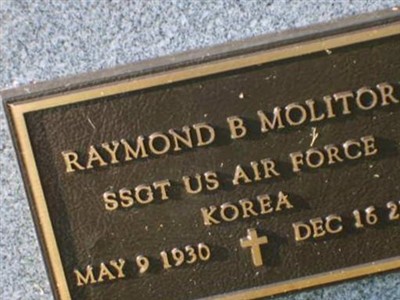 RAYMOND B MOLITOR
SSGT US AIR FORCE
KOREA
MAY 9 1930 DEC 16